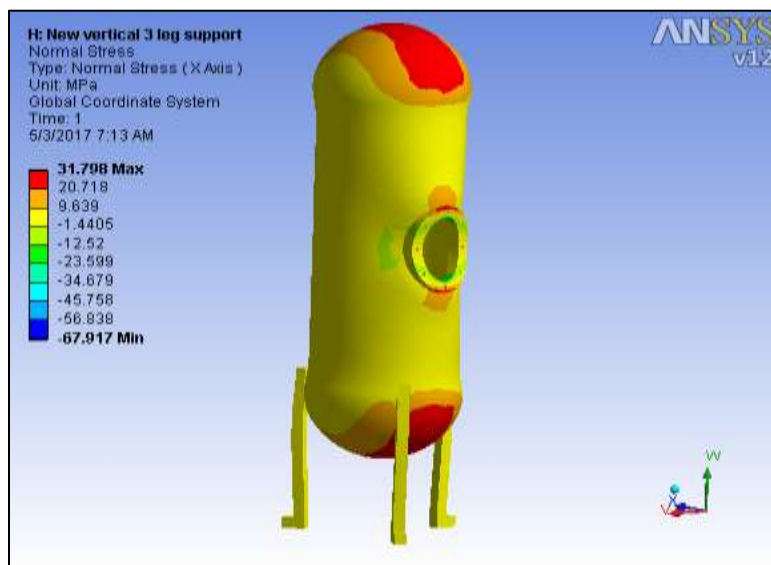 H: New vertical 3 leg support
Normal Stress
Type: Normal Stress ( X Axis )
Unit: MPa
Global Coordinate System
Time: 1
5/3/2017 7:13 AM
31.798 Max
20.718
9.639
-1.4405
-12.52
-23.599
-34.679
-45.758
-56.838
-67.917 Min
ANSYS
v12